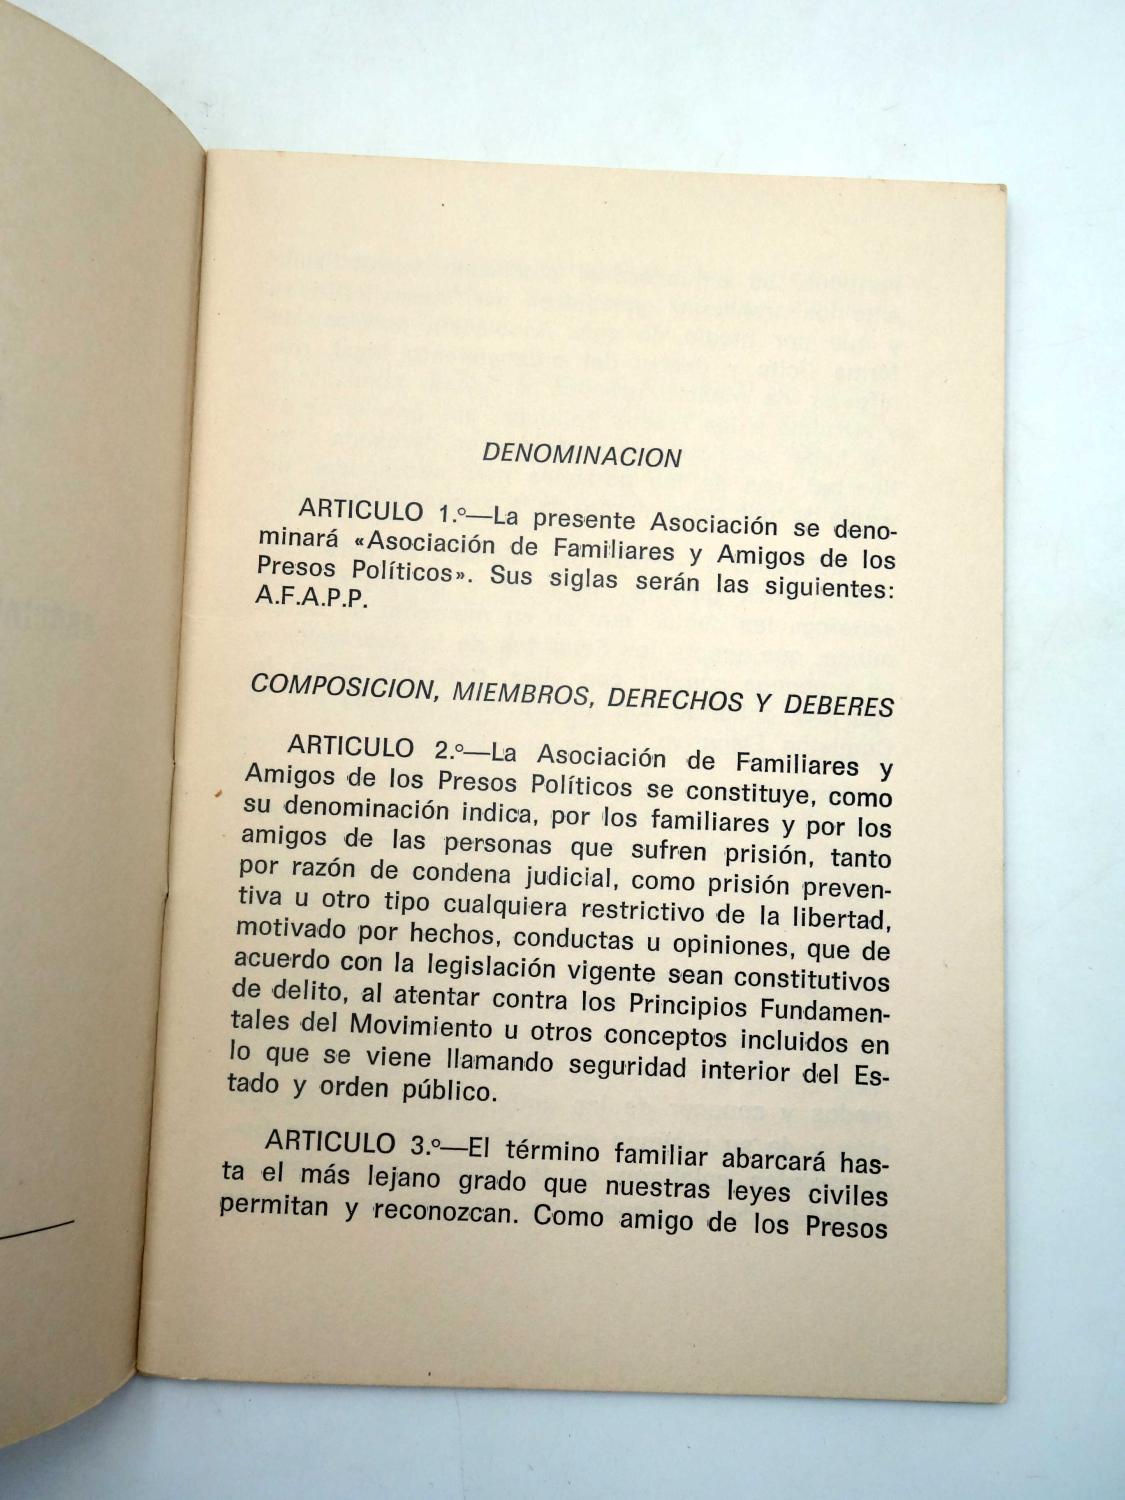 DENOMINACION
ARTICULO 1.º—La presente Asociación se deno-
minará «Asociación de Familiares y Amigos de los
Presos Políticos». Sus siglas serán las siguientes:
A.F.A.P.P.
COMPOSICION, MIEMBROS, DERECHOS Y DEBERES
ARTICULO 2.º—La Asociación de Familiares y
Amigos de los Presos Políticos se constituye, como
su denominación indica, por los familiares y por los
amigos de las personas que sufren prisión, tanto
por razón de condena judicial, como prisión preven-
tiva u otro tipo cualquiera restrictivo de la libertad,
motivado por hechos, conductas u opiniones, que de
acuerdo con la legislación vigente sean constitutivos
de delito, al atentar contra los Principios Fundamen-
tales del Movimiento u otros conceptos incluidos en
lo que se viene llamando seguridad interior del Es-
tado y orden público.
ARTICULO 3.º—El término familiar abarcará has-
ta el más lejano grado que nuestras leyes civiles
permitan y reconozcan. Como amigo de los Presos